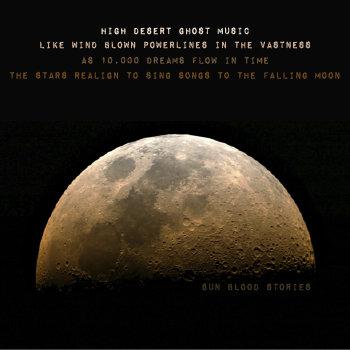 HIGH DESERT GHOST MUSIC
LIKE WIND BLOWN POWERLINES IN THE VASTNESS
AS 10,000 DREAMS FLOW IN TIME
THE STARS REALIGN TO SING SONGS TO THE FALLING MOON
SUN BLOOD STORIES